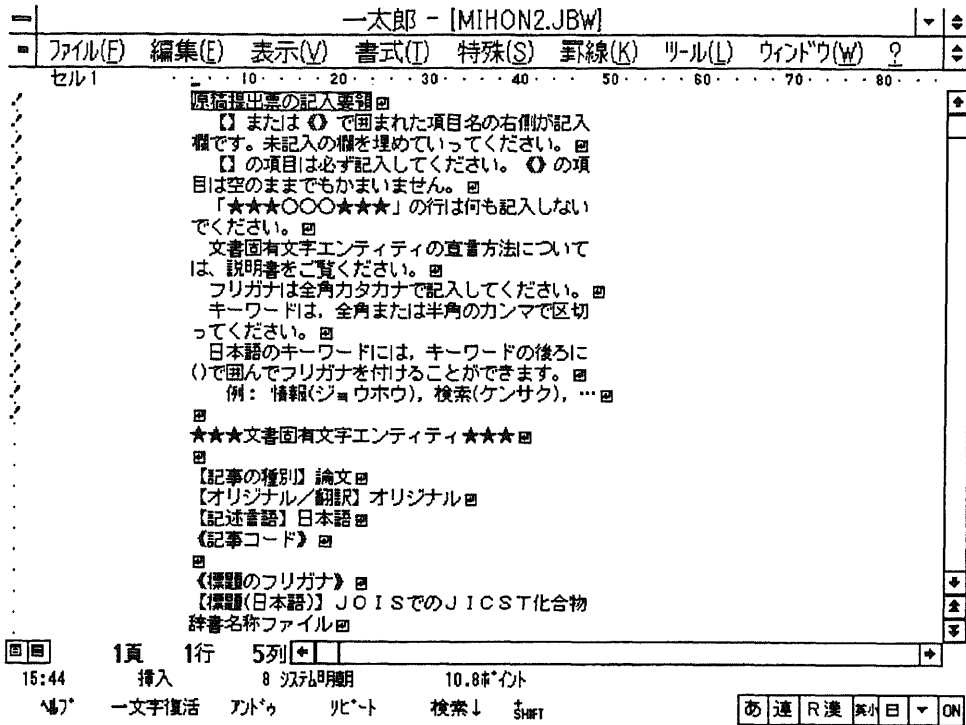 一太郎 - [MIHON2.JBW]
ファイル(F) 編集(E) 表示(V) 書式(T) 特殊(S) 罫線(K) ツール(L) ウィンドウ(W) ?
セル1 10 20 30 40 50 60 70 80
原稿提出票の記入要領
【】または《》で囲まれた項目名の右側が記入
欄です。未記入の欄を埋めていってください。
【】の項目は必ず記入してください。《》の項
目は空のままでもかまいません。
「★★★○○○★★★」の行は何も記入しない
でください。
文書固有文字エンティティの宣言方法について
は、説明書をご覧ください。
フリガナは全角カタカナで記入してください。
キーワードは，全角または半角のカンマで区切
ってください。
日本語のキーワードには，キーワードの後ろに
()で囲んでフリガナを付けることができます。
例：情報(ジョウホウ)，検索(ケンサク)，…
★★★文書固有文字エンティティ★★★
【記事の種別】論文
【オリジナル／翻訳】オリジナル
【記述言語】日本語
《記事コード》
《標題のフリガナ》
【標題(日本語)】ＪＯＩＳでのＪＩＣＳＴ化合物
辞書名称ファイル
1頁 1行 5列
15:44 挿入 8 システム明朝 10.8ポイント
ヘルプ 一文字復活 アンドゥ リピート 検索↓ SHIFT
あ 連 R漢 英小 日 ON